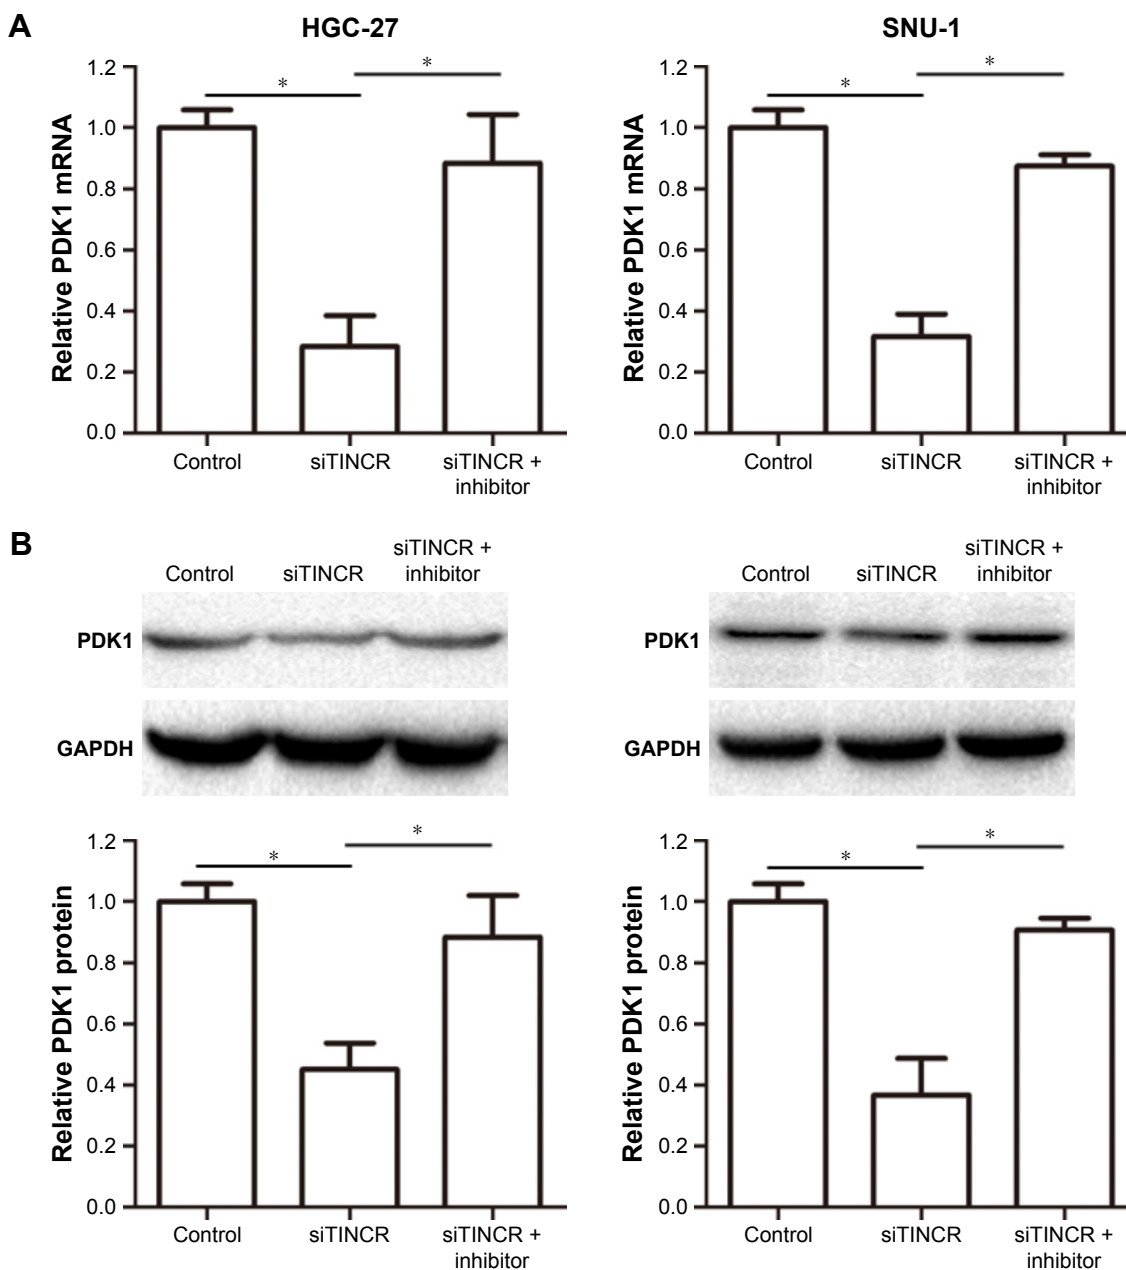 A
HGC-27
SNU-1
Relative PDK1 mRNA
1.2
1.0
0.8
0.6
0.4
0.2
0.0
*
*
Control
siTINCR
siTINCR +
inhibitor
Relative PDK1 mRNA
1.2
1.0
0.8
0.6
0.4
0.2
0.0
*
*
Control
siTINCR
siTINCR +
inhibitor
B
Control
siTINCR
siTINCR +
inhibitor
PDK1
GAPDH
Control
siTINCR
siTINCR +
inhibitor
PDK1
GAPDH
Relative PDK1 protein
1.2
1.0
0.8
0.6
0.4
0.2
0.0
*
*
Control
siTINCR
siTINCR +
inhibitor
Relative PDK1 protein
1.2
1.0
0.8
0.6
0.4
0.2
0.0
*
*
Control
siTINCR
siTINCR +
inhibitor